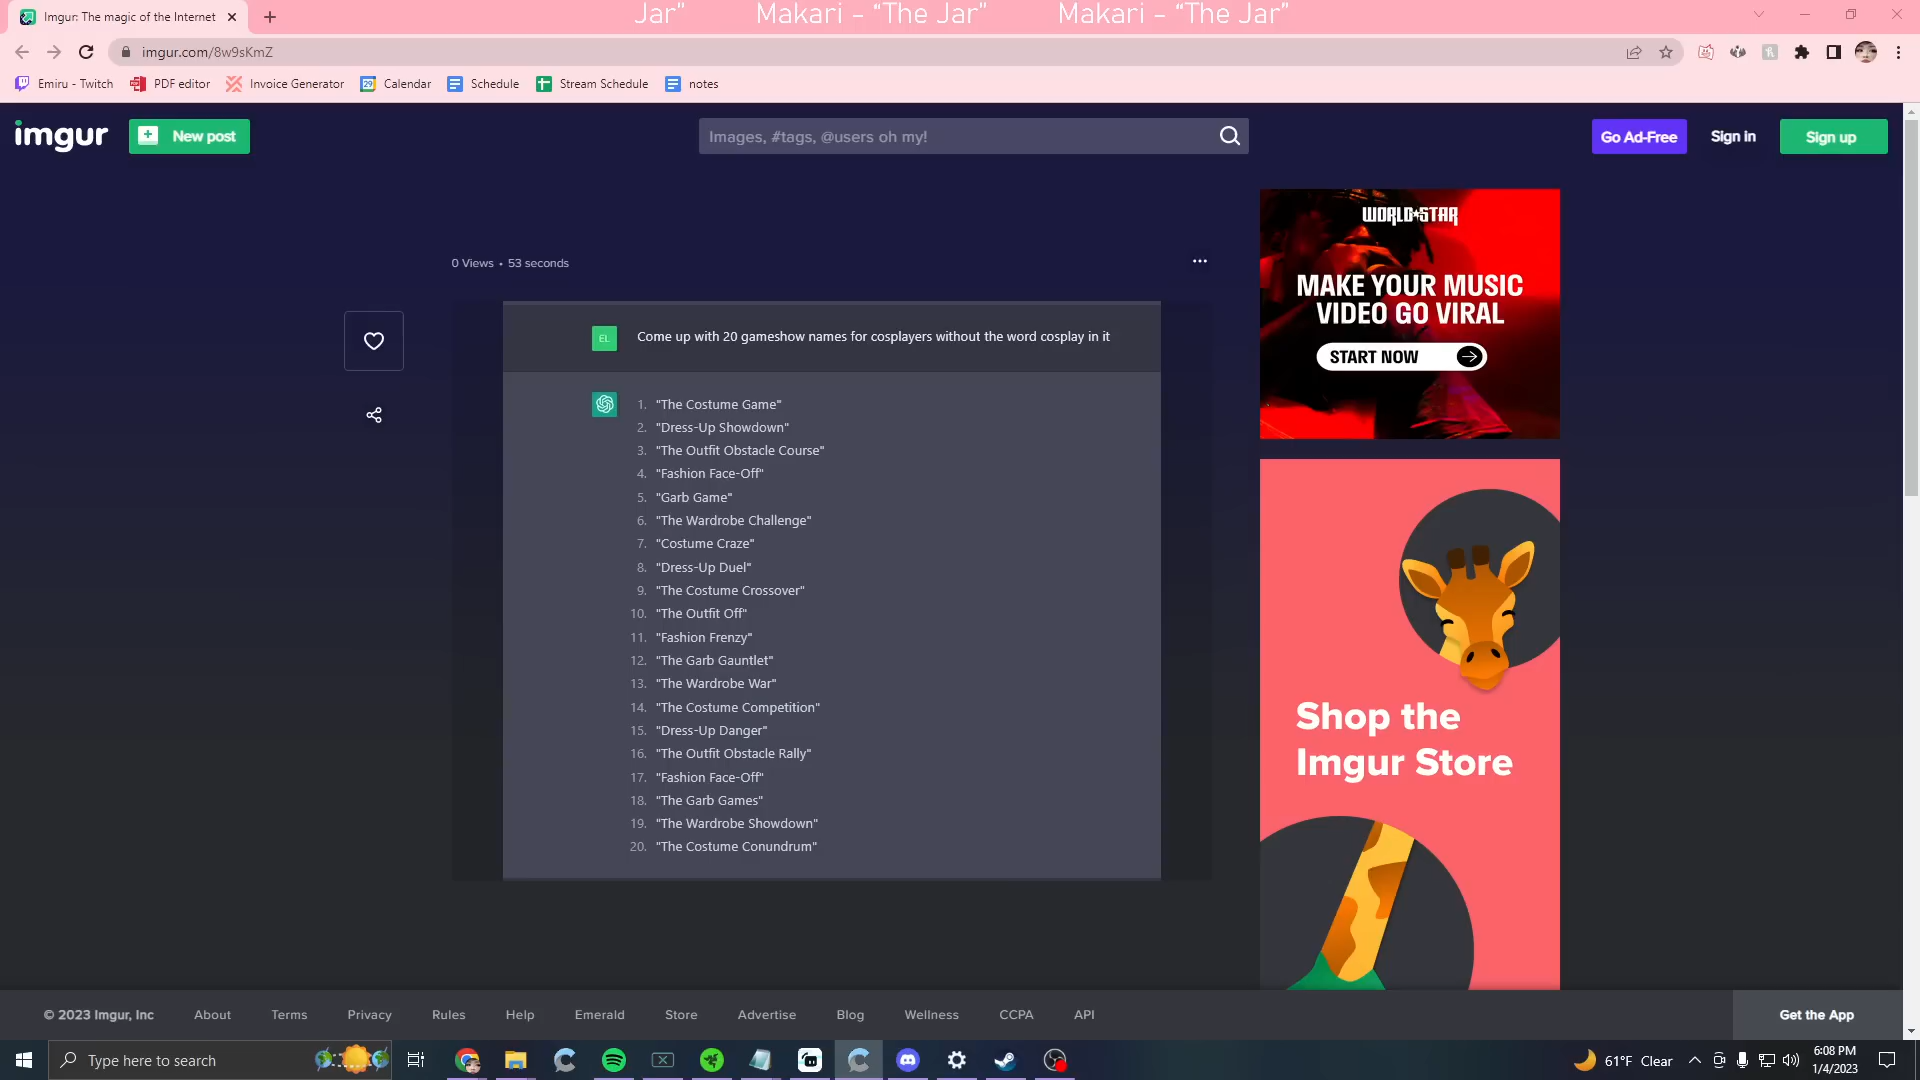 Imgur: The magic of the Internet
Jar"
Makari – “The Jar”
Makari – “The Jar”
imgur.com/8w9sKmZ
Emiru - Twitch
PDF editor
Invoice Generator
29
Calendar
Schedule
Stream Schedule
notes
imgur
New post
Images, #tags, @users oh my!
Go Ad-Free
Sign in
Sign up
0 Views • 53 seconds
EL
Come up with 20 gameshow names for cosplayers without the word cosplay in it
1. "The Costume Game"
2. "Dress-Up Showdown"
3. "The Outfit Obstacle Course"
4. "Fashion Face-Off"
5. "Garb Game"
6. "The Wardrobe Challenge"
7. "Costume Craze"
8. "Dress-Up Duel"
9. "The Costume Crossover"
10. "The Outfit Off"
11. "Fashion Frenzy"
12. "The Garb Gauntlet"
13. "The Wardrobe War"
14. "The Costume Competition"
15. "Dress-Up Danger"
16. "The Outfit Obstacle Rally"
17. "Fashion Face-Off"
18. "The Garb Games"
19. "The Wardrobe Showdown"
20. "The Costume Conundrum"
WORLD STAR
MAKE YOUR MUSIC
VIDEO GO VIRAL
START NOW
Shop the
Imgur Store
© 2023 Imgur, Inc
About
Terms
Privacy
Rules
Help
Emerald
Store
Advertise
Blog
Wellness
CCPA
API
Get the App
Type here to search
61°F Clear
6:08 PM
1/4/2023